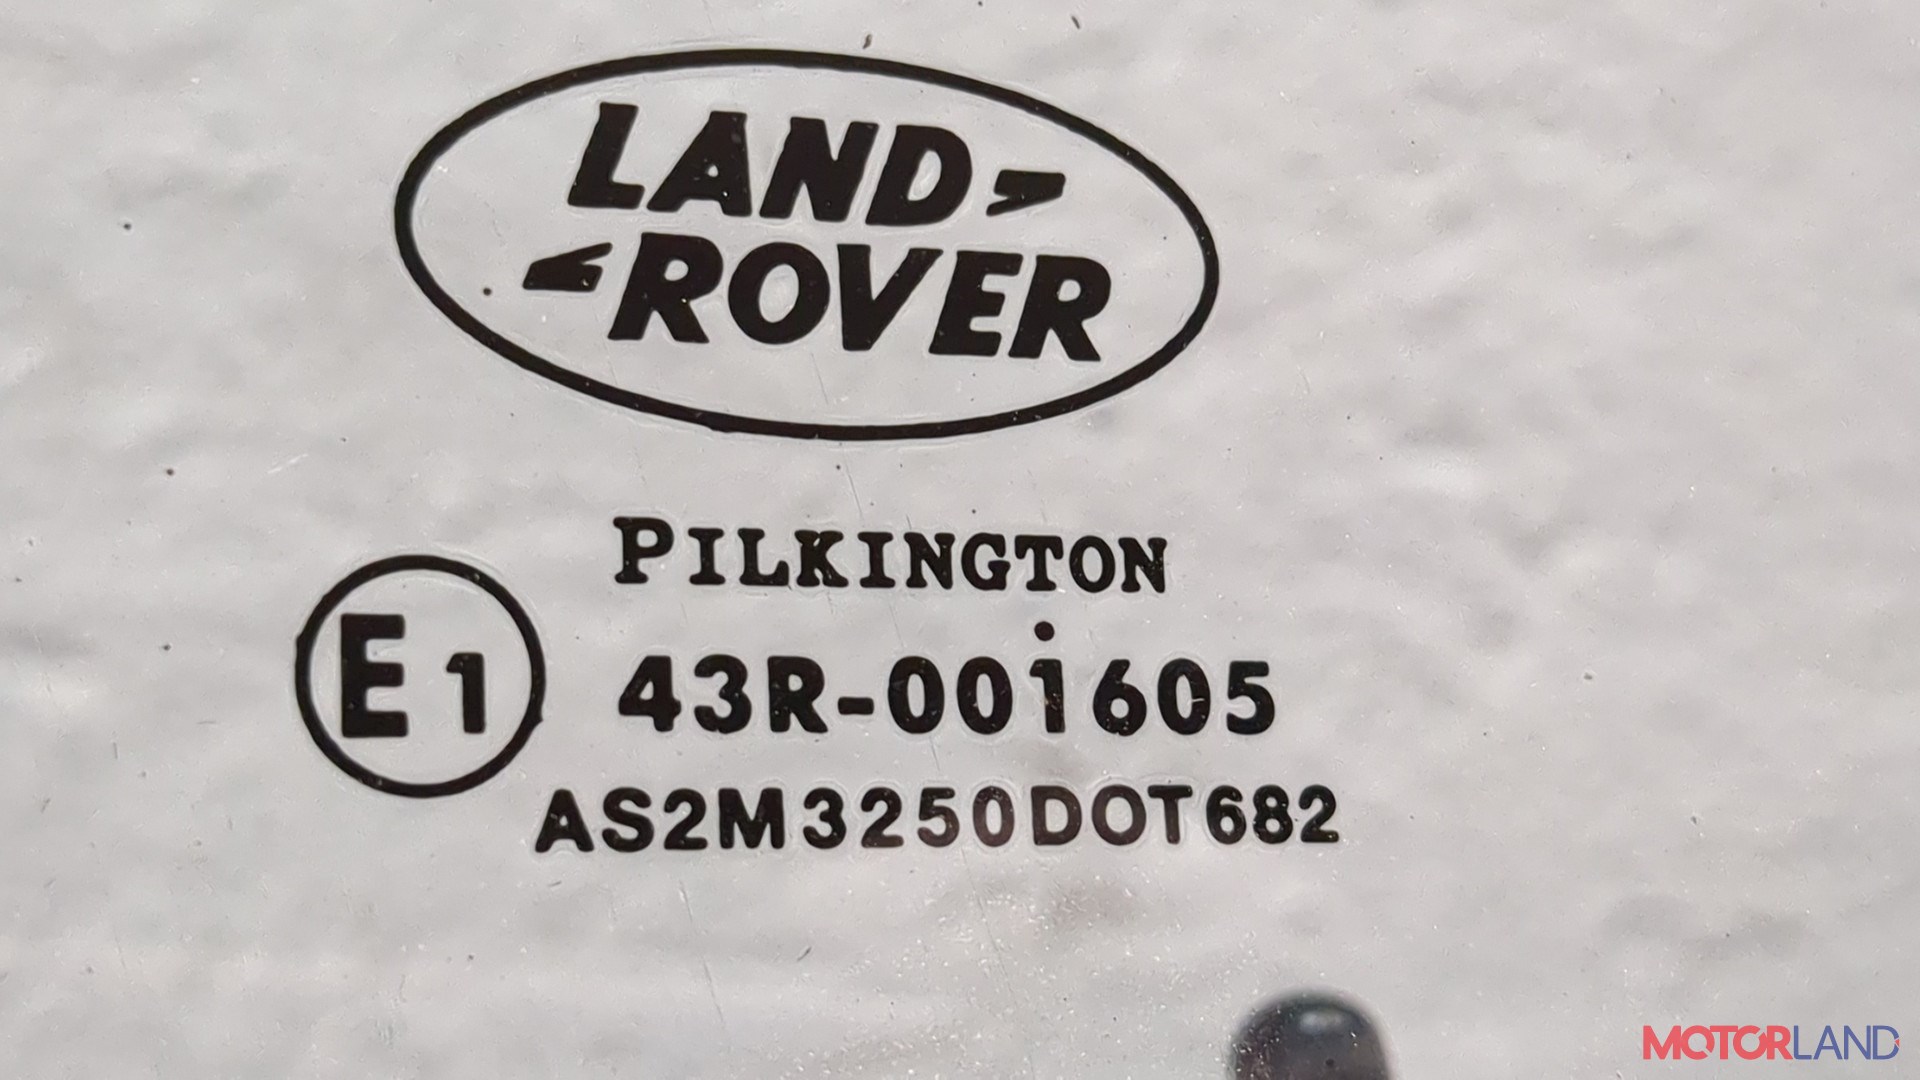 LAND
ROVER
PILKINGTON
E1 43R-001605
AS2M3250DOT682
MOTORLAND